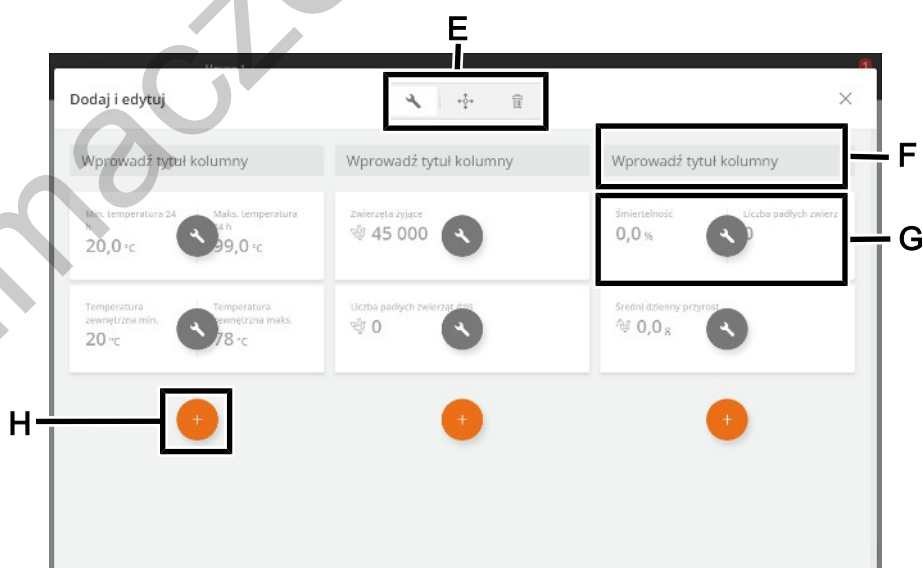 E
1
Dodaj i edytuj
Wprowadź tytuł kolumny
Wprowadź tytuł kolumny
Wprowadź tytuł kolumny
F
Min. temperatura 24
h
20,0 °C
Maks. temperatura
24 h
99,0 °C
Zwierzęta żyjące
45 000
Śmiertelność
0,0 %
Liczba padłych zwierz
0
G
Temperatura
zewnętrzna min.
20 °C
Temperatura
zewnętrzna maks.
78 °C
Liczba padłych zwierząt dziś
0
Średni dzienny przyrost
0,0 g
H
+
+
+